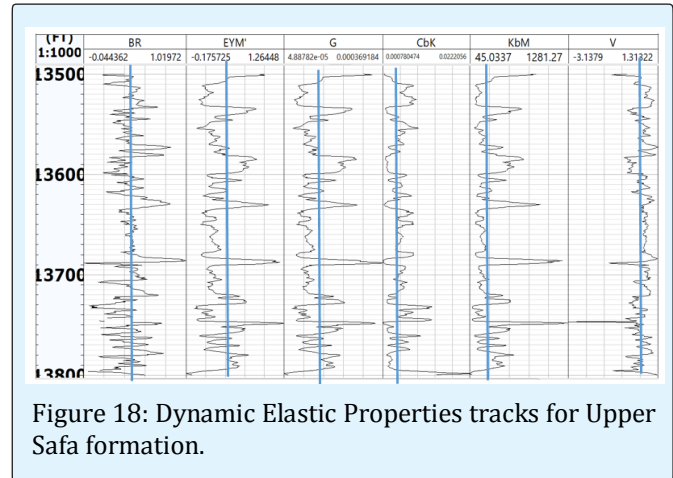 (FT) BR EYM' G CbK KbM V
1:1000 -0.044362 1.01972 -0.175725 1.26448 4.88782e-05 0.000369184 0.000780474 0.0222056 45.0337 1281.27 -3.1379 1.31322
13500
13600
13700
13800
Figure 18: Dynamic Elastic Properties tracks for Upper
Safa formation.